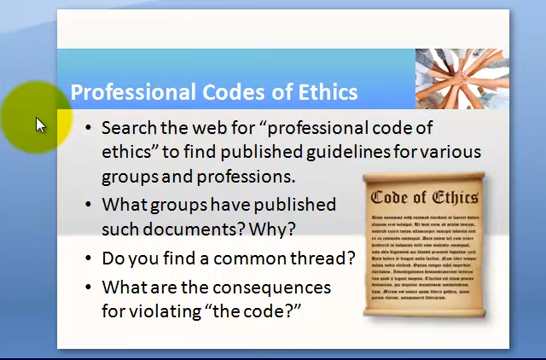 Professional Codes of Ethics
• Search the web for “professional code of
ethics” to find published guidelines for various
groups and professions.
• What groups have published
such documents? Why?
• Do you find a common thread?
• What are the consequences
for violating “the code?”
Code of Ethics